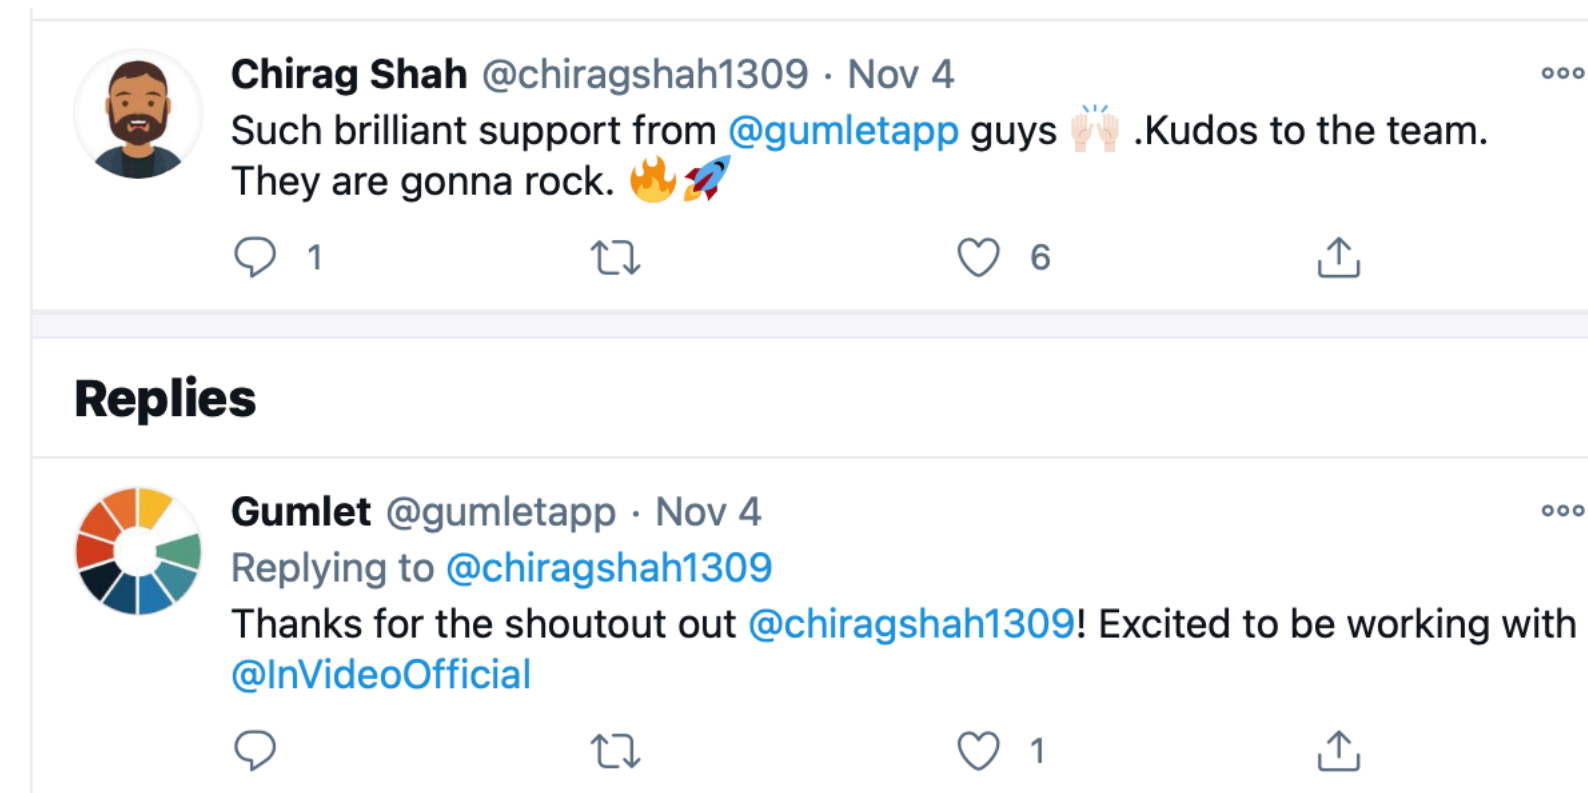 Chirag Shah @chiragshah1309 · Nov 4
Such brilliant support from @gumletapp guys 🙌🏻 .Kudos to the team.
They are gonna rock. 🔥🚀
1 6
Replies
Gumlet @gumletapp · Nov 4
Replying to @chiragshah1309
Thanks for the shoutout out @chiragshah1309! Excited to be working with
@InVideoOfficial
1